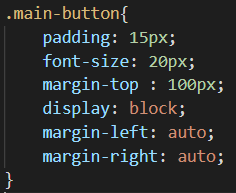 .main-button{
    padding: 15px;
    font-size: 20px;
    margin-top : 100px;
    display: block;
    margin-left: auto;
    margin-right: auto;
}